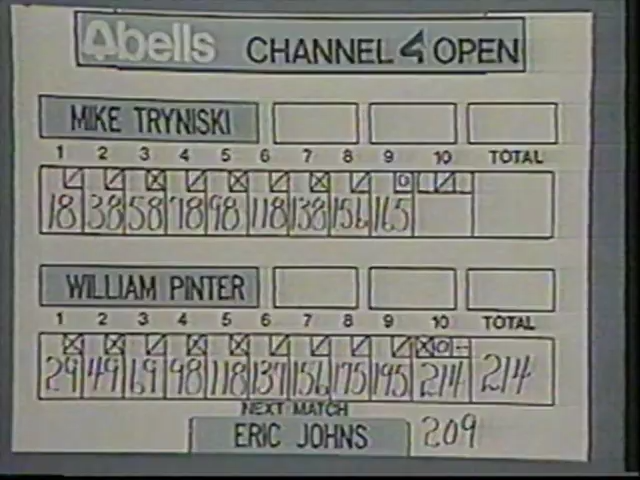 4bells CHANNEL 4 OPEN
MIKE TRYNISKI
1 2 3 4 5 6 7 8 9 10 TOTAL
18 38 58 78 98 118 138 156 165
WILLIAM PINTER
1 2 3 4 5 6 7 8 9 10 TOTAL
29 49 69 98 118 137 156 175 195 214 214
NEXT MATCH
ERIC JOHNS 209